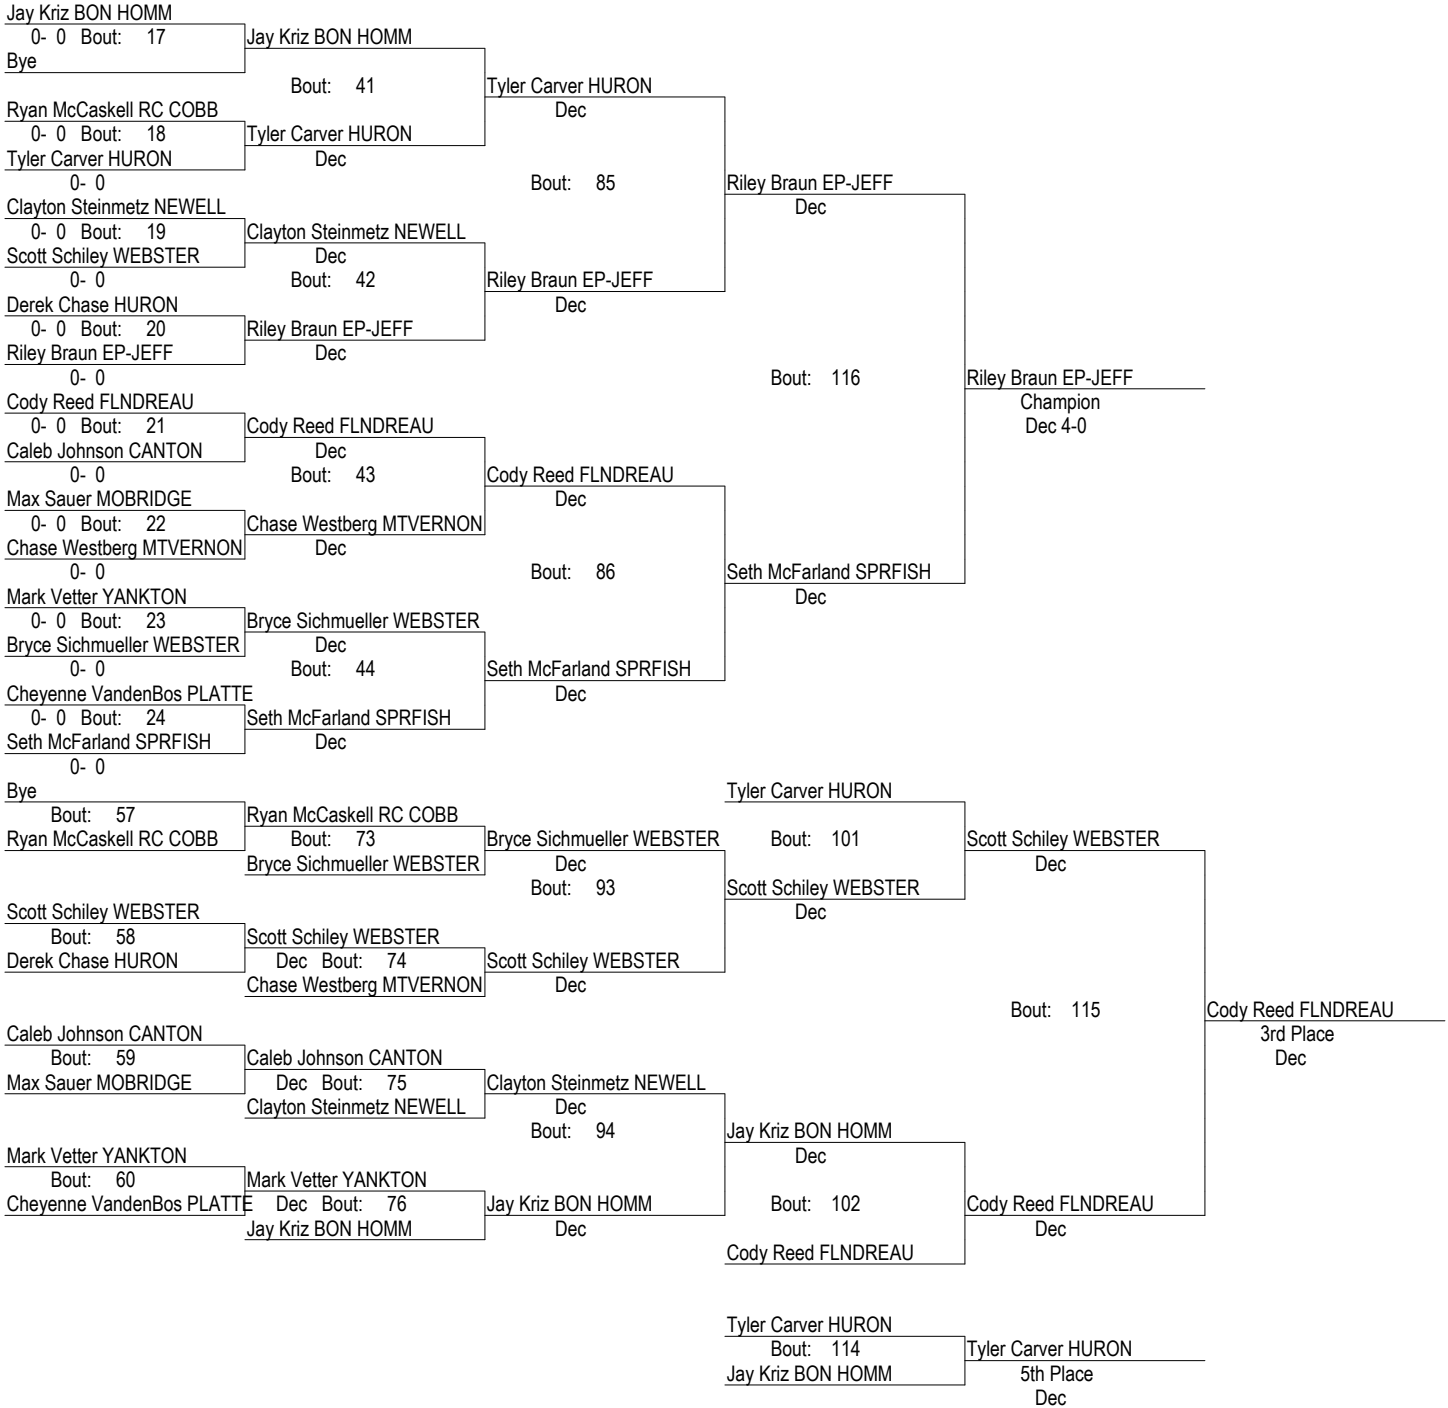 Jay Kriz BON HOMM
0- 0 Bout: 17 Jay Kriz BON HOMM
Bye
Bout: 41 Tyler Carver HURON
Ryan McCaskell RC COBB Dec
0- 0 Bout: 18 Tyler Carver HURON
Tyler Carver HURON Dec
0- 0 Bout: 85 Riley Braun EP-JEFF
Clayton Steinmetz NEWELL Dec
0- 0 Bout: 19 Clayton Steinmetz NEWELL
Scott Schiley WEBSTER Dec
0- 0 Bout: 42 Riley Braun EP-JEFF
Derek Chase HURON Dec
0- 0 Bout: 20 Riley Braun EP-JEFF
Riley Braun EP-JEFF Dec
0- 0 Bout: 116 Riley Braun EP-JEFF
Cody Reed FLNDREAU Champion
0- 0 Bout: 21 Cody Reed FLNDREAU Dec 4-0
Caleb Johnson CANTON Dec
0- 0 Bout: 43 Cody Reed FLNDREAU
Max Sauer MOBRIDGE Dec
0- 0 Bout: 22 Chase Westberg MTVERNON
Chase Westberg MTVERNON Dec
0- 0 Bout: 86 Seth McFarland SPRFISH
Mark Vetter YANKTON Dec
0- 0 Bout: 23 Bryce Sichmueller WEBSTER
Bryce Sichmueller WEBSTER Dec
0- 0 Bout: 44 Seth McFarland SPRFISH
Cheyenne VandenBos PLATTE Dec
0- 0 Bout: 24 Seth McFarland SPRFISH
Seth McFarland SPRFISH Dec
0- 0
Bye Tyler Carver HURON
Bout: 57 Ryan McCaskell RC COBB
Ryan McCaskell RC COBB Bout: 73 Bryce Sichmueller WEBSTER Bout: 101 Scott Schiley WEBSTER
Bryce Sichmueller WEBSTER Dec Dec
Bout: 93 Scott Schiley WEBSTER
Scott Schiley WEBSTER Dec
Bout: 58 Scott Schiley WEBSTER
Derek Chase HURON Dec Bout: 74 Scott Schiley WEBSTER
Chase Westberg MTVERNON Dec
Bout: 115 Cody Reed FLNDREAU
Caleb Johnson CANTON 3rd Place
Bout: 59 Caleb Johnson CANTON Dec
Max Sauer MOBRIDGE Dec Bout: 75 Clayton Steinmetz NEWELL
Clayton Steinmetz NEWELL Dec
Bout: 94 Jay Kriz BON HOMM
Mark Vetter YANKTON Dec
Bout: 60 Mark Vetter YANKTON
Cheyenne VandenBos PLATTE Dec Bout: 76 Jay Kriz BON HOMM Bout: 102 Cody Reed FLNDREAU
Jay Kriz BON HOMM Dec Dec
Cody Reed FLNDREAU
Tyler Carver HURON
Bout: 114 Tyler Carver HURON
Jay Kriz BON HOMM 5th Place
Dec